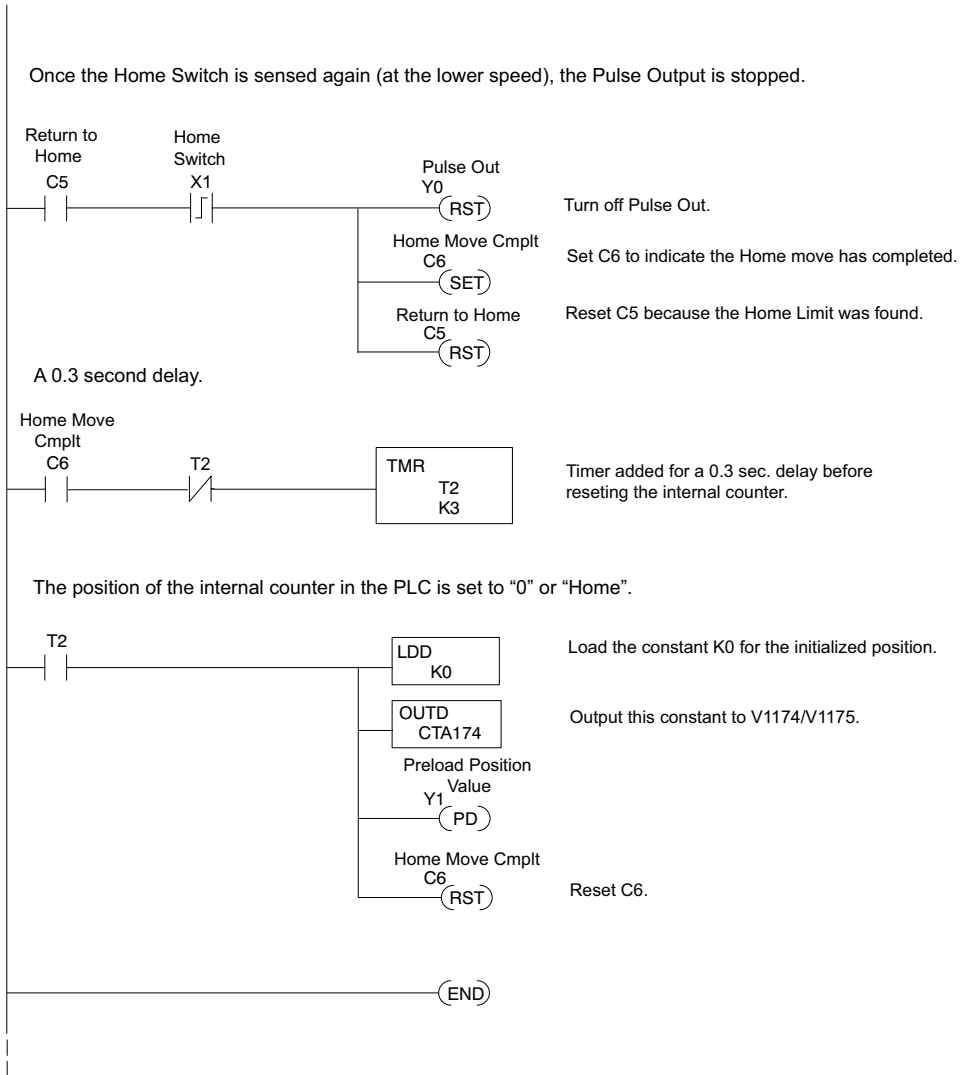 Once the Home Switch is sensed again (at the lower speed), the Pulse Output is stopped.
Return to
Home
C5
Home
Switch
X1
Pulse Out
Y0
RST
Turn off Pulse Out.
Home Move Cmplt
C6
SET
Set C6 to indicate the Home move has completed.
Return to Home
C5
RST
Reset C5 because the Home Limit was found.
A 0.3 second delay.
Home Move
Cmplt
C6
T2
TMR
T2
K3
Timer added for a 0.3 sec. delay before
reseting the internal counter.
The position of the internal counter in the PLC is set to “0” or “Home”.
T2
LDD
K0
Load the constant K0 for the initialized position.
OUTD
CTA174
Output this constant to V1174/V1175.
Preload Position
Value
Y1
PD
Home Move Cmplt
C6
RST
Reset C6.
END